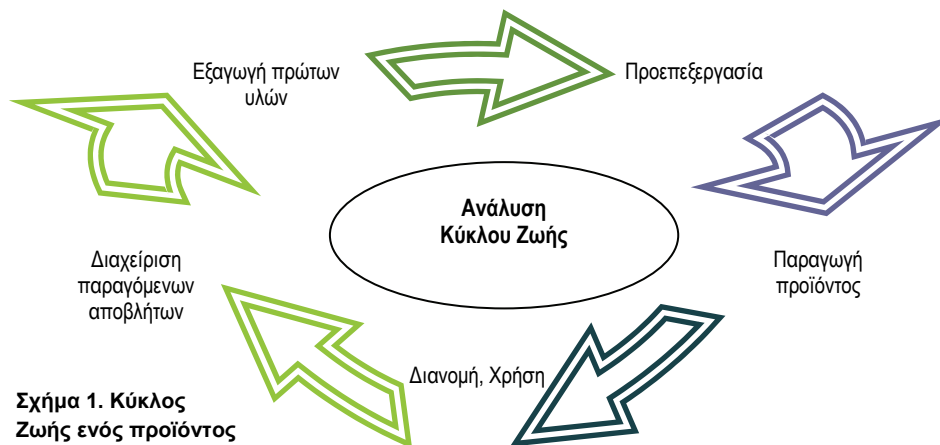 Εξαγωγή πρώτων
υλών
Προεπεξεργασία
Ανάλυση
Κύκλου Ζωής
Διαχείριση
παραγόμενων
αποβλήτων
Παραγωγή
προϊόντος
Διανομή, Χρήση
Σχήμα 1. Κύκλος
Ζωής ενός προϊόντος